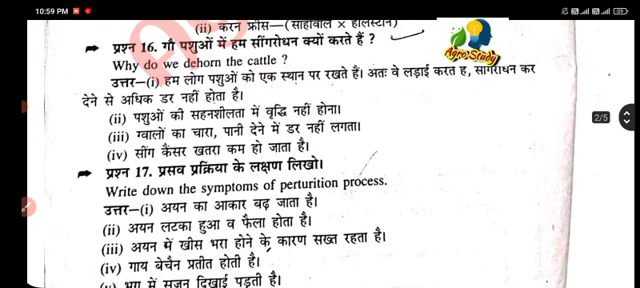 10:59 PM
(ii) करन फ्रीस—(साहीवाल × हालस्टान)
➡ प्रश्न 16. गौ पशुओं में हम सींगरोधन क्यों करते हैं ?
Why do we dehorn the cattle ?
उत्तर—(i) हम लोग पशुओं को एक स्थान पर रखते हैं। अतः वे लड़ाई करत ह, सींगरोधन कर
देने से अधिक डर नहीं होता है।
(ii) पशुओं की सहनशीलता में वृद्धि नहीं होना।
(iii) ग्वालों का चारा, पानी देने में डर नहीं लगता।
(iv) सींग कैंसर खतरा कम हो जाता है।
➡ प्रश्न 17. प्रसव प्रक्रिया के लक्षण लिखो।
Write down the symptoms of perturition process.
उत्तर—(i) अयन का आकार बढ़ जाता है।
(ii) अयन लटका हुआ व फैला होता है।
(iii) अयन में खीस भरा होने के कारण सख्त रहता है।
(iv) गाय बेचैन प्रतीत होती है।
(v) भग में सूजन दिखाई पड़ती है।
Agro Study
2/5